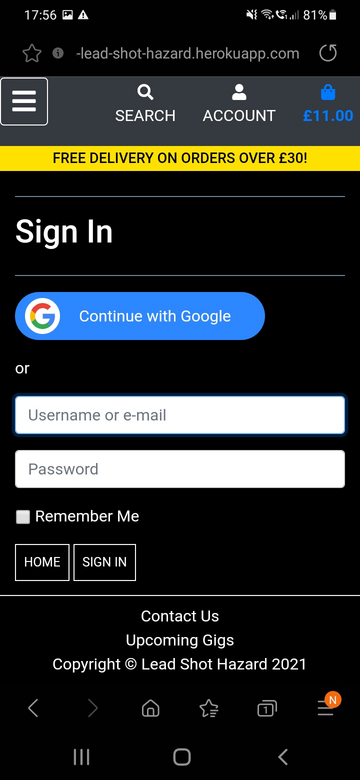 17:56 81%
-lead-shot-hazard.herokuapp.com
SEARCH ACCOUNT £11.00
FREE DELIVERY ON ORDERS OVER £30!
Sign In
G Continue with Google
or
Username or e-mail
Password
Remember Me
HOME SIGN IN
Contact Us
Upcoming Gigs
Copyright © Lead Shot Hazard 2021
1 N